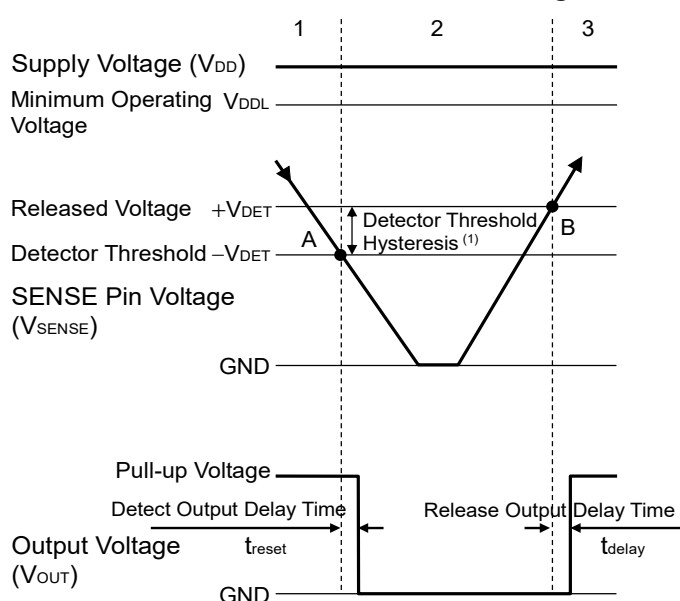 1 2 3
Supply Voltage (VDD)
Minimum Operating VDDL
Voltage
Released Voltage +VDET
Detector Threshold
Hysteresis (1)
A
B
Detector Threshold −VDET
SENSE Pin Voltage
(VSENSE)
GND
Pull-up Voltage
Detect Output Delay Time
Release Output Delay Time
treset
tdelay
Output Voltage
(VOUT)
GND